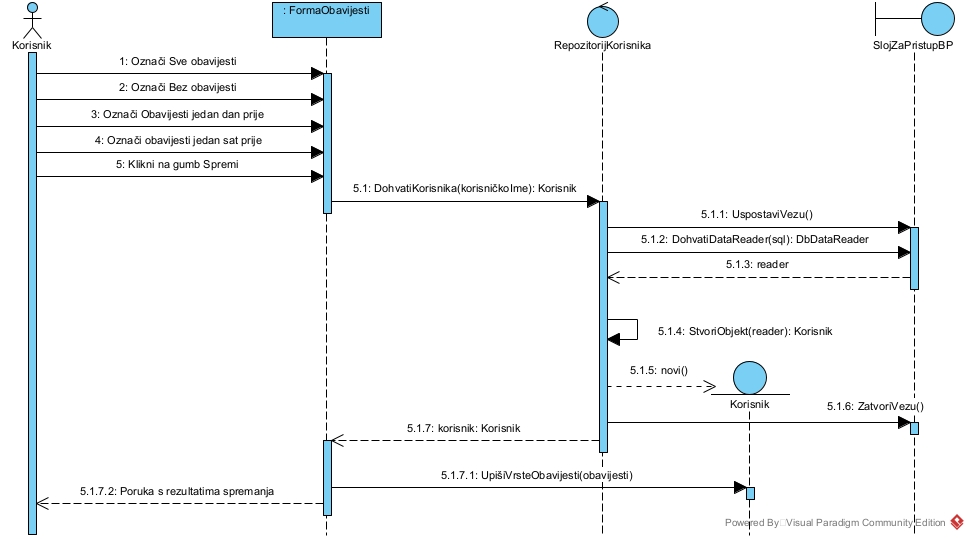 : FormaObavijesti
Korisnik
RepozitorijKorisnika
SlojZaPristupBP
1: Označi Sve obavijesti
2: Označi Bez obavijesti
3: Označi Obavijesti jedan dan prije
4: Označi obavijesti jedan sat prije
5: Klikni na gumb Spremi
5.1: DohvatiKorisnika(korisničkoIme): Korisnik
5.1.1: UspostaviVezu()
5.1.2: DohvatiDataReader(sql): DbDataReader
5.1.3: reader
5.1.4: StvoriObjekt(reader): Korisnik
5.1.5: novi()
Korisnik
5.1.6: ZatvoriVezu()
5.1.7: korisnik: Korisnik
5.1.7.1: UpišiVrsteObavijesti(obavijesti)
5.1.7.2: Poruka s rezultatima spremanja
Powered By Visual Paradigm Community Edition